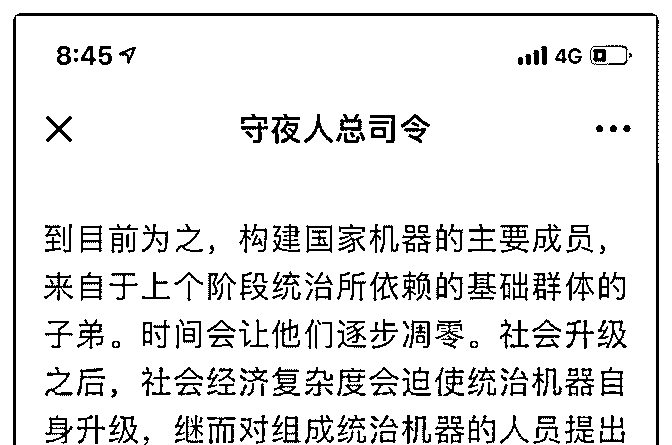 8:45
4G
守夜人总司令
到目前为之，构建国家机器的主要成员，
来自于上个阶段统治所依赖的基础群体的
子弟。时间会让他们逐步凋零。社会升级
之后，社会经济复杂度会迫使统治机器自
身升级，继而对组成统治机器的人员提出